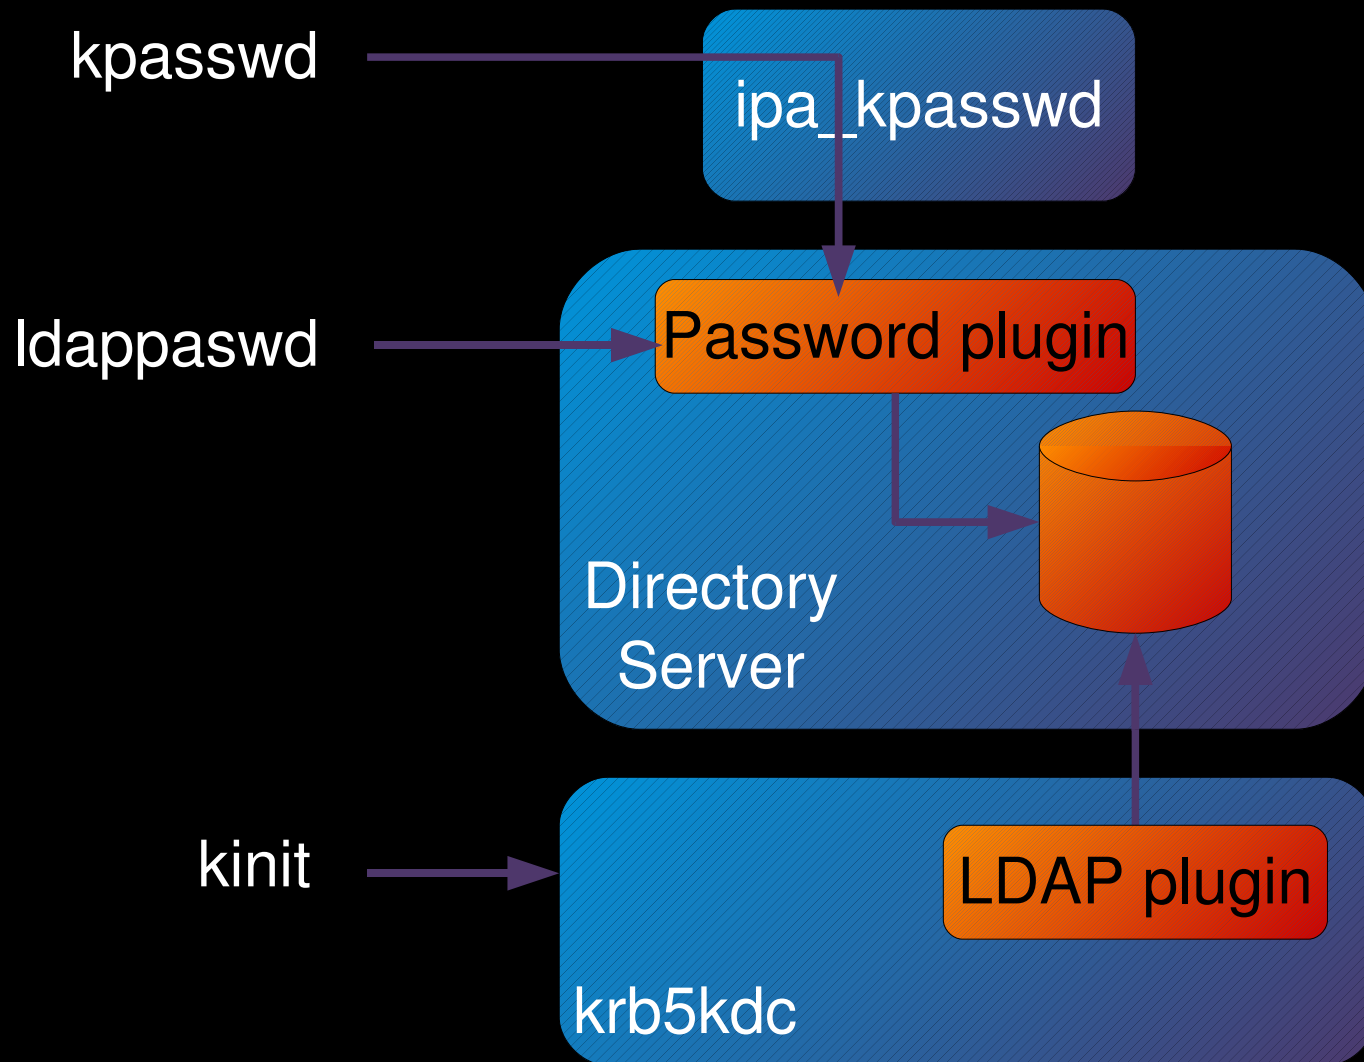 kpasswd
ipa_kpasswd
ldappaswd
Password plugin
Directory
Server
kinit
LDAP plugin
krb5kdc